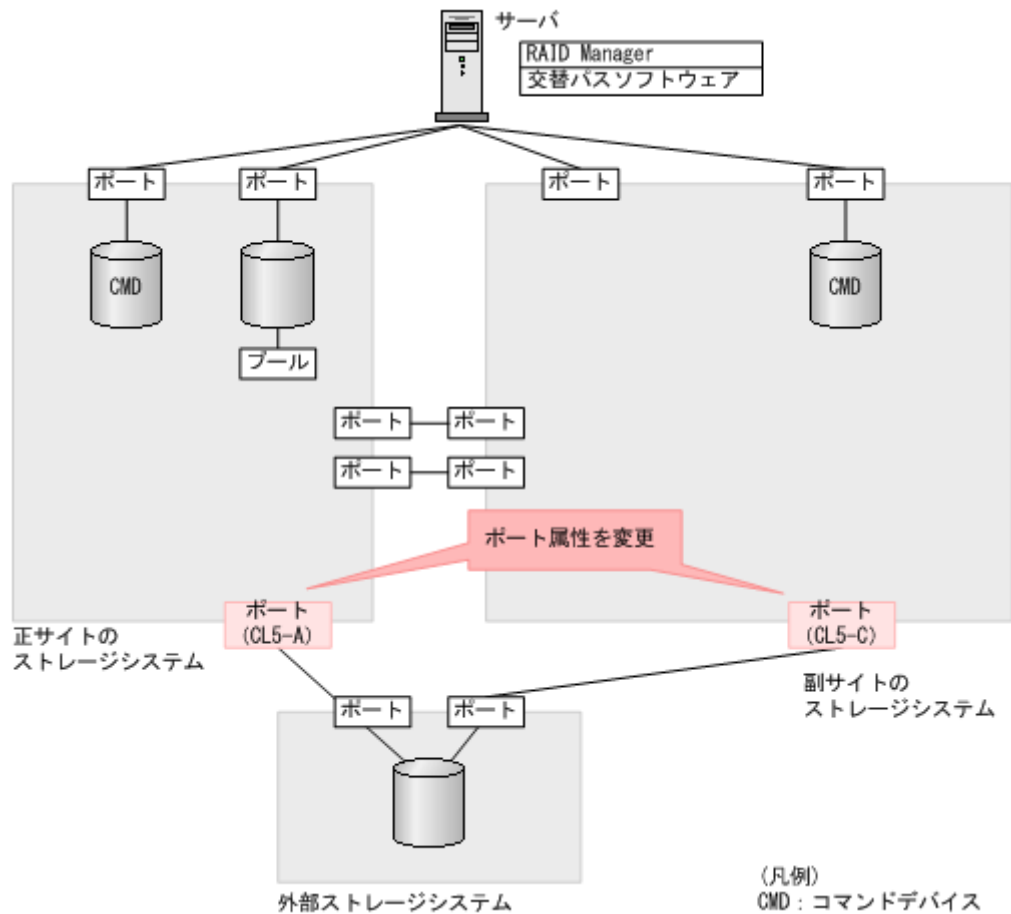 サーバ
RAID Manager
交替パスソフトウェア
ポート
ポート
ポート
ポート
CMD
CMD
プール
ポート
ポート
ポート
ポート
ポート属性を変更
ポート
(CL5-A)
ポート
(CL5-C)
正サイトの
ストレージシステム
副サイトの
ストレージシステム
ポート
ポート
外部ストレージシステム
(凡例)
CMD:コマンドデバイス